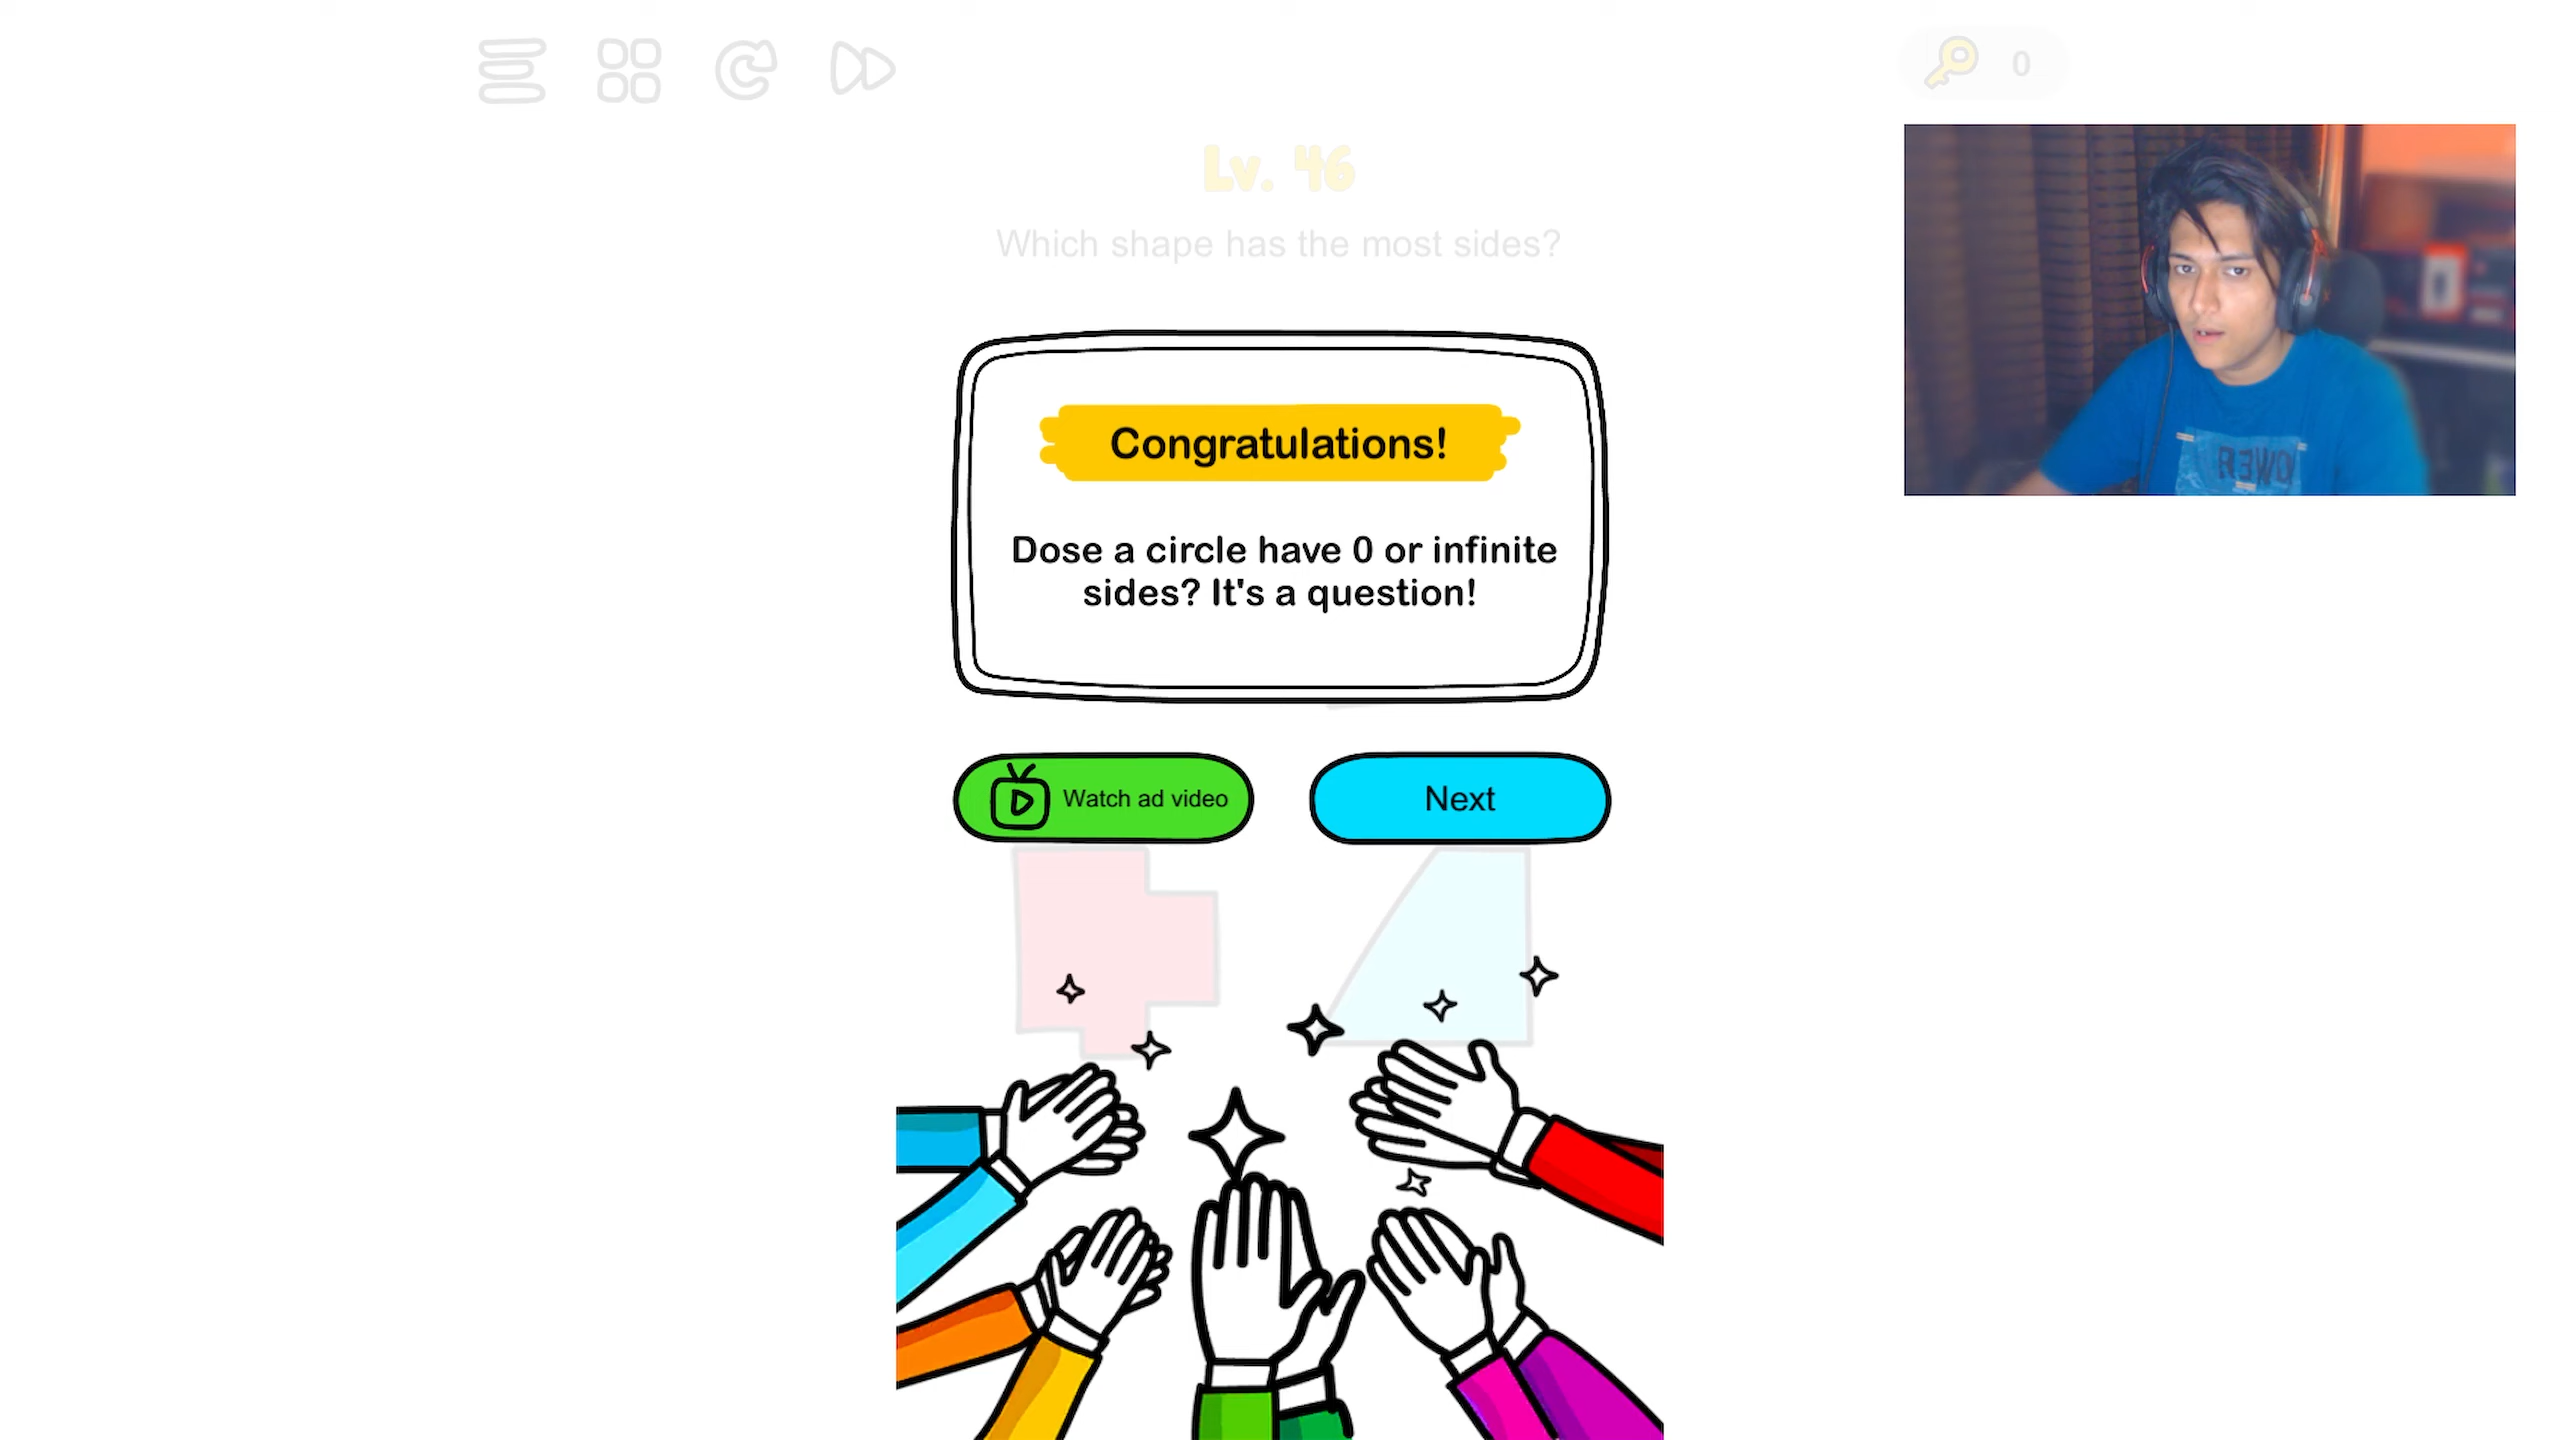 0
Lv. 46
Which shape has the most sides?
Congratulations!
Dose a circle have 0 or infinite
sides? It's a question!
Watch ad video
Next